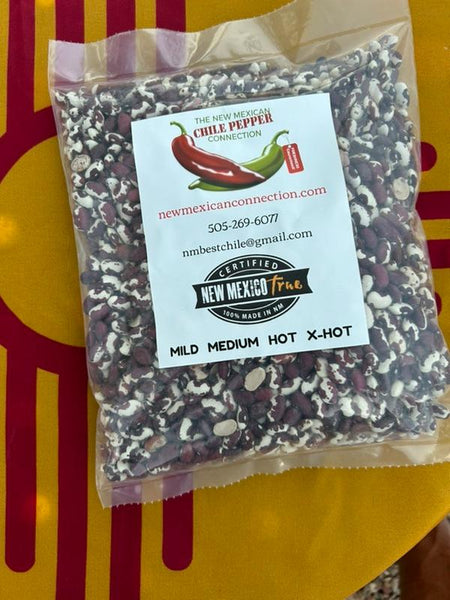 THE NEW MEXICAN
CHILE PEPPER
CONNECTION
newmexicanconnection.com
505-269-6077
nmbestchile@gmail.com
CERTIFIED
NEW MEXICO True
100% MADE IN NM
MILD MEDIUM HOT X-HOT